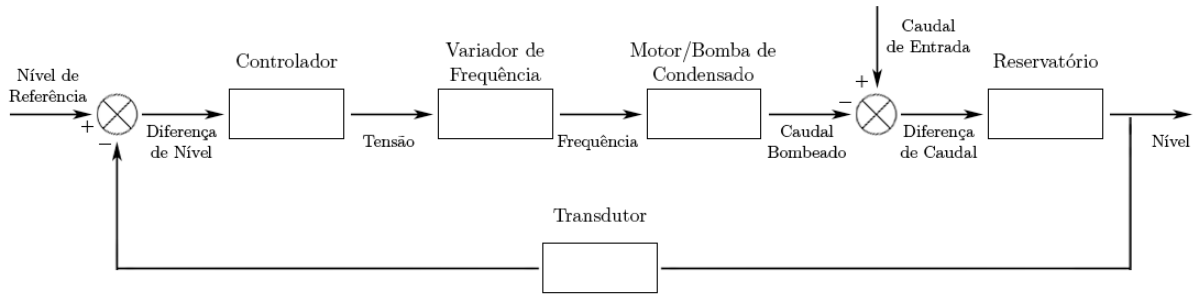 Nível de
Referência
+
−
Diferença
de Nível
Controlador
Tensão
Variador de
Frequência
Frequência
Motor/Bomba de
Condensado
Caudal
Bombeado
Caudal
de Entrada
+
−
Diferença
de Caudal
Reservatório
Nível
Transdutor